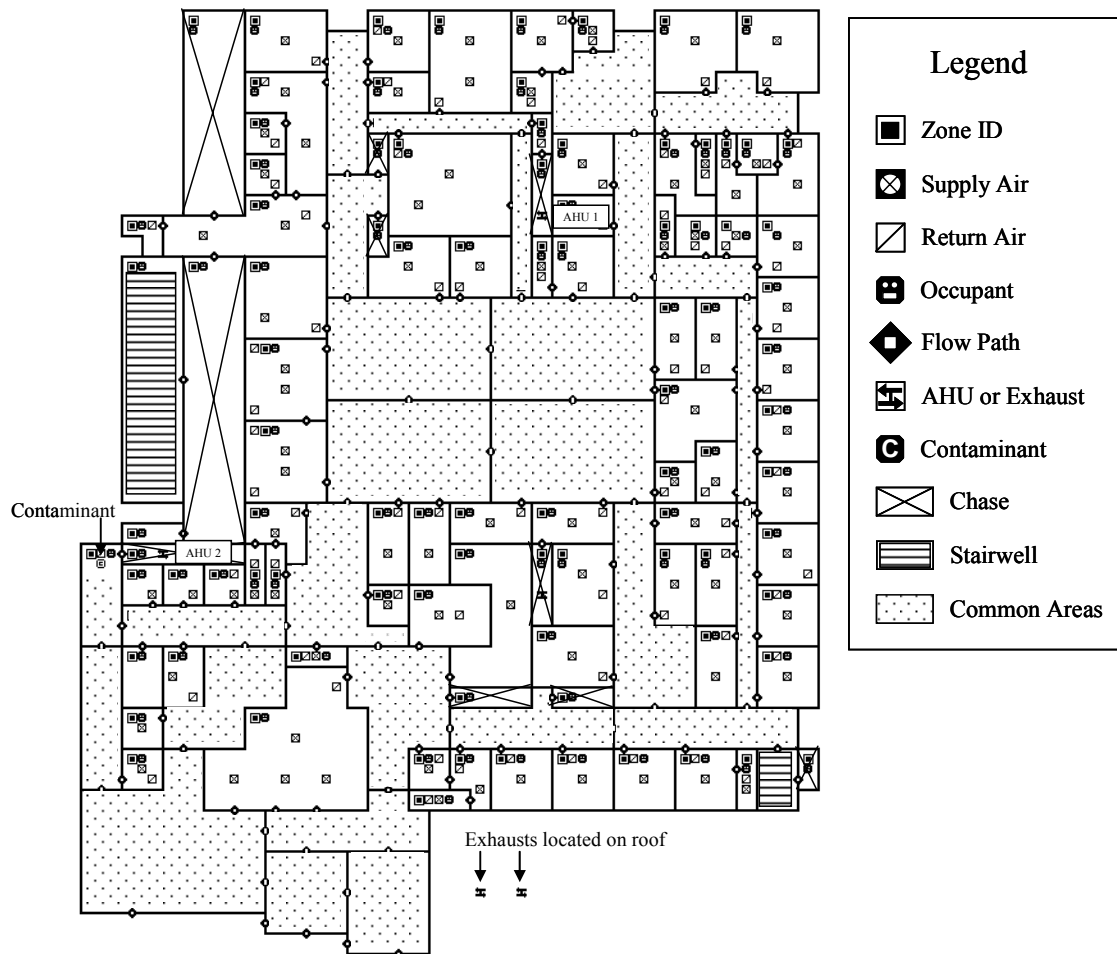 Legend
Zone ID
Supply Air
Return Air
Occupant
Flow Path
AHU or Exhaust
C
Contaminant
Chase
Stairwell
Common Areas
AHU 1
Contaminant
AHU 2
C
Exhausts located on roof